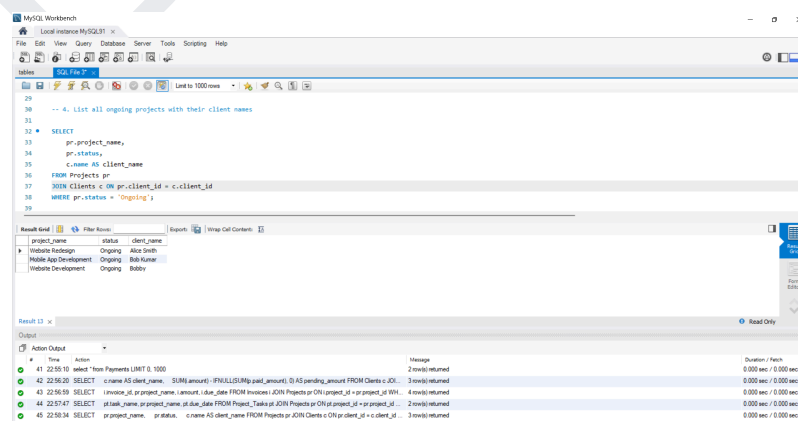 MySQL Workbench
Local instance MySQL91 ×
File Edit View Query Database Server Tools Scripting Help
tables SQL File 3* ×
Limit to 1000 rows
29
30 -- 4. List all ongoing projects with their client names
31
32 SELECT
33 pr.project_name,
34 pr.status,
35 c.name AS client_name
36 FROM Projects pr
37 JOIN Clients c ON pr.client_id = c.client_id
38 WHERE pr.status = 'Ongoing';
39
Result Grid Filter Rows: Export: Wrap Cell Content:
project_name status client_name
Website Redesign Ongoing Alice Smith
Mobile App Development Ongoing Bob Kumar
Website Development Ongoing Bobby
Result 13 × Read Only
Output
Action Output
# Time Action Message Duration / Fetch
41 22:55:10 select * from Payments LIMIT 0, 1000 2 row(s) returned 0.000 sec / 0.000 sec
42 22:56:20 SELECT c.name AS client_name, SUM(i.amount) - IFNULL(SUM(p.paid_amount), 0) AS pending_amount FROM Clients c JOI... 3 row(s) returned 0.000 sec / 0.000 sec
43 22:56:59 SELECT i.invoice_id, pr.project_name, i.amount, i.due_date FROM Invoices i JOIN Projects pr ON i.project_id = pr.project_id WH... 4 row(s) returned 0.000 sec / 0.000 sec
44 22:57:47 SELECT pt.task_name, pr.project_name, pt.due_date FROM Project_Tasks pt JOIN Projects pr ON pt.project_id = pr.project_id ... 2 row(s) returned 0.000 sec / 0.000 sec
45 22:58:34 SELECT pr.project_name, pr.status, c.name AS client_name FROM Projects pr JOIN Clients c ON pr.client_id = c.client_id ... 3 row(s) returned 0.000 sec / 0.000 sec